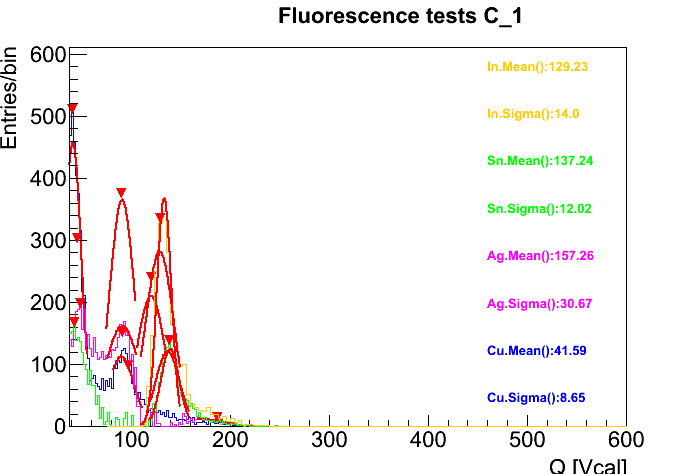 Fluorescence tests C_1
Entries/bin
600
500
400
300
200
100
0
100
200
300
400
500
600
Q [Vcal]
In.Mean():129.23
In.Sigma():14.0
Sn.Mean():137.24
Sn.Sigma():12.02
Ag.Mean():157.26
Ag.Sigma():30.67
Cu.Mean():41.59
Cu.Sigma():8.65